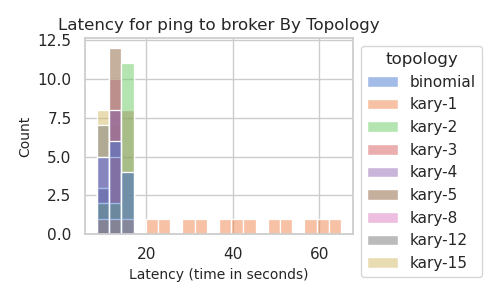 Latency for ping to broker By Topology
12.5
10.0
7.5
5.0
2.5
0.0
Count
20
40
60
Latency (time in seconds)
topology
binomial
kary-1
kary-2
kary-3
kary-4
kary-5
kary-8
kary-12
kary-15